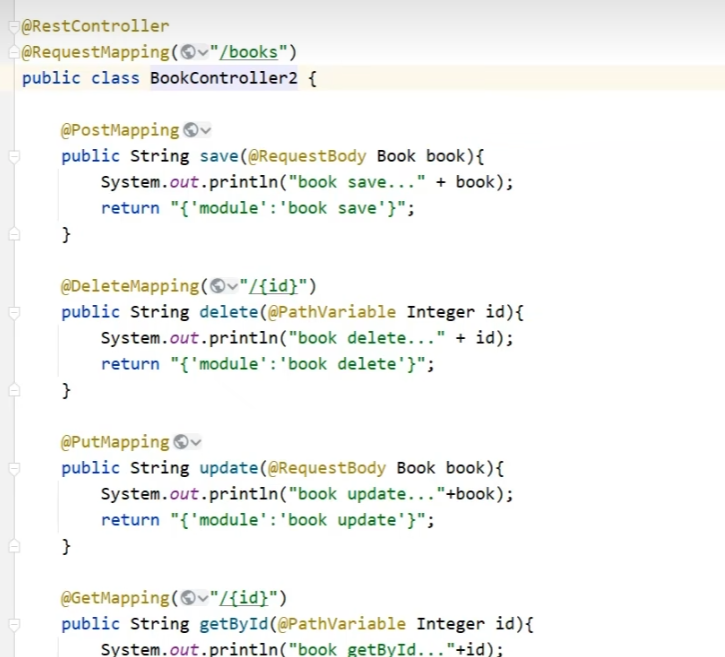 @RestController
@RequestMapping("/books")
public class BookController2 {
@PostMapping
public String save(@RequestBody Book book){
System.out.println("book save..." + book);
return "{'module':'book save'}";
}
@DeleteMapping("/{id}")
public String delete(@PathVariable Integer id){
System.out.println("book delete..." + id);
return "{'module':'book delete'}";
}
@PutMapping
public String update(@RequestBody Book book){
System.out.println("book update..."+book);
return "{'module':'book update'}";
}
@GetMapping("/{id}")
public String getById(@PathVariable Integer id){
System.out.println("book getById..."+id);